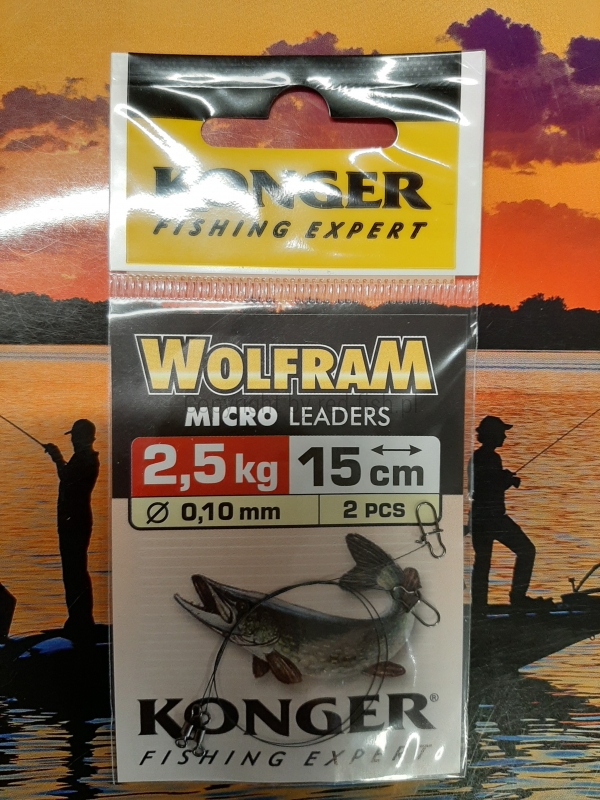 KONGER
FISHING EXPERT
WOLFRAM
MICRO LEADERS
2,5 kg 15 cm
Ø 0,10 mm 2 PCS
KONGER®
FISHING EXPERT